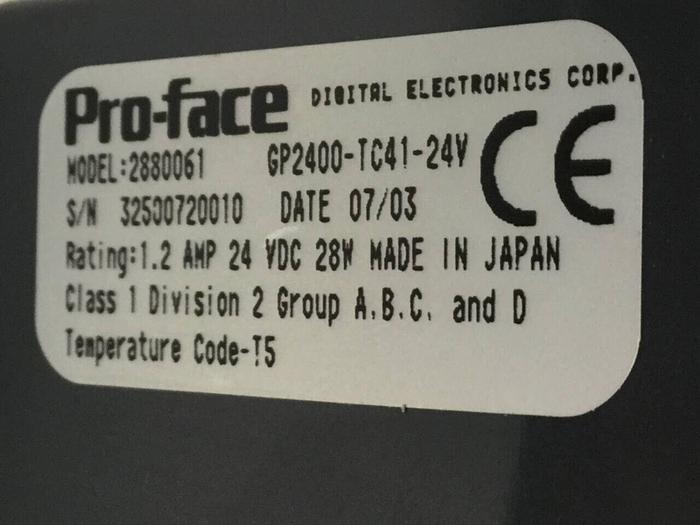 Pro-face DIGITAL ELECTRONICS CORP.
MODEL:2880061 GP2400-TC41-24V CE
S/N 32500720010 DATE 07/03
Rating:1.2 AMP 24 VDC 28W MADE IN JAPAN
Class 1 Division 2 Group A.B.C. and D
Temperature Code-T5